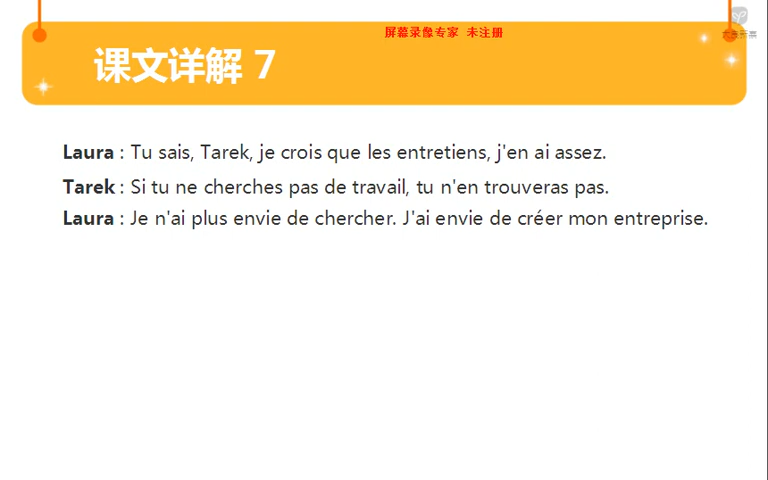 屏幕录像专家 未注册
课文详解 7
Laura : Tu sais, Tarek, je crois que les entretiens, j'en ai assez.
Tarek : Si tu ne cherches pas de travail, tu n'en trouveras pas.
Laura : Je n'ai plus envie de chercher. J'ai envie de créer mon entreprise.